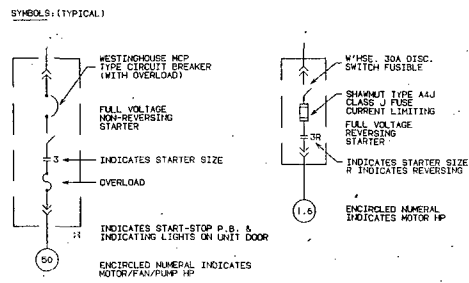 SYMBOLS: (TYPICAL)
WESTINGHOUSE MCP
TYPE CIRCUIT BREAKER
(WITH OVERLOAD)
FULL VOLTAGE
NON-REVERSING
STARTER
3
INDICATES STARTER SIZE
OVERLOAD
INDICATES START-STOP P.B. &
INDICATING LIGHTS ON UNIT DOOR
50
ENCIRCLED NUMERAL INDICATES
MOTOR/FAN/PUMP HP
W'HSE. 30A DISC.
SWITCH FUSIBLE
SHAWMUT TYPE A4J
CLASS J FUSE
CURRENT LIMITING
FULL VOLTAGE
REVERSING
STARTER
3R
INDICATES STARTER SIZE
R INDICATES REVERSING
1.6
ENCIRCLED NUMERAL
INDICATES MOTOR HP